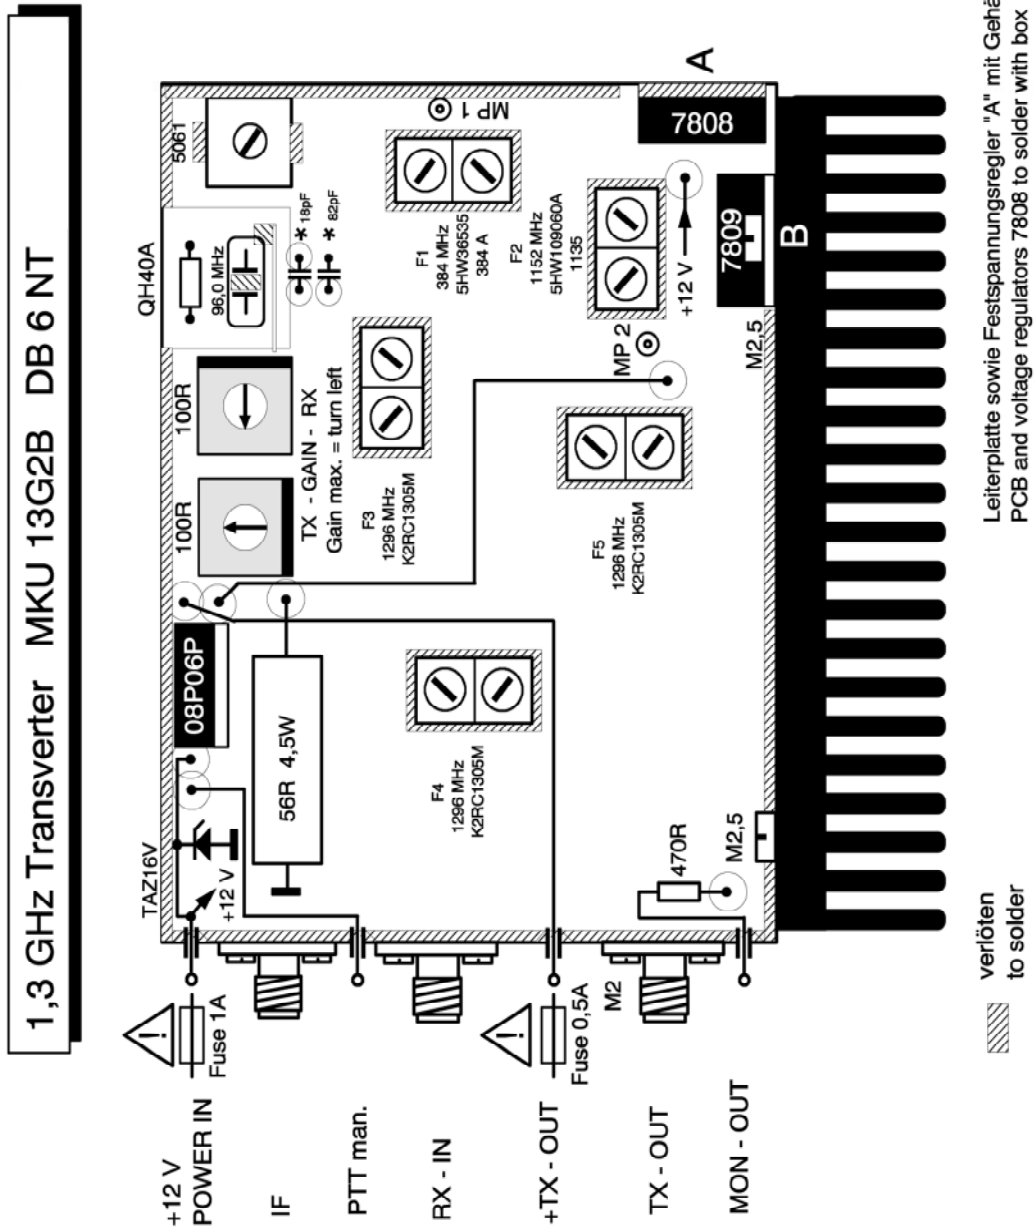 1,3 GHz Transverter MKU 13G2B DB 6 NT
TAZ16V
+12 V
08P06P
56R 4,5W
100R
100R
TX - GAIN - RX
Gain max. = turn left
QH40A
96,0 MHz
* 18pF
* 82pF
5061
MP 1
F1
384 MHz
5HW36535
384 A
F2
1152 MHz
5HW109060A
1135
F3
1296 MHz
K2RC1305M
F4
1296 MHz
K2RC1305M
F5
1296 MHz
K2RC1305M
MP 2
+12 V
7808
A
7809
B
M2,5
M2,5
470R
M2
Fuse 1A
Fuse 0,5A
+12 V
POWER IN
IF
PTT man.
RX - IN
+TX - OUT
TX - OUT
MON - OUT
verlöten
to solder
Leiterplatte sowie Festspannungsregler "A" mit Gehä
PCB and voltage regulators 7808 to solder with box